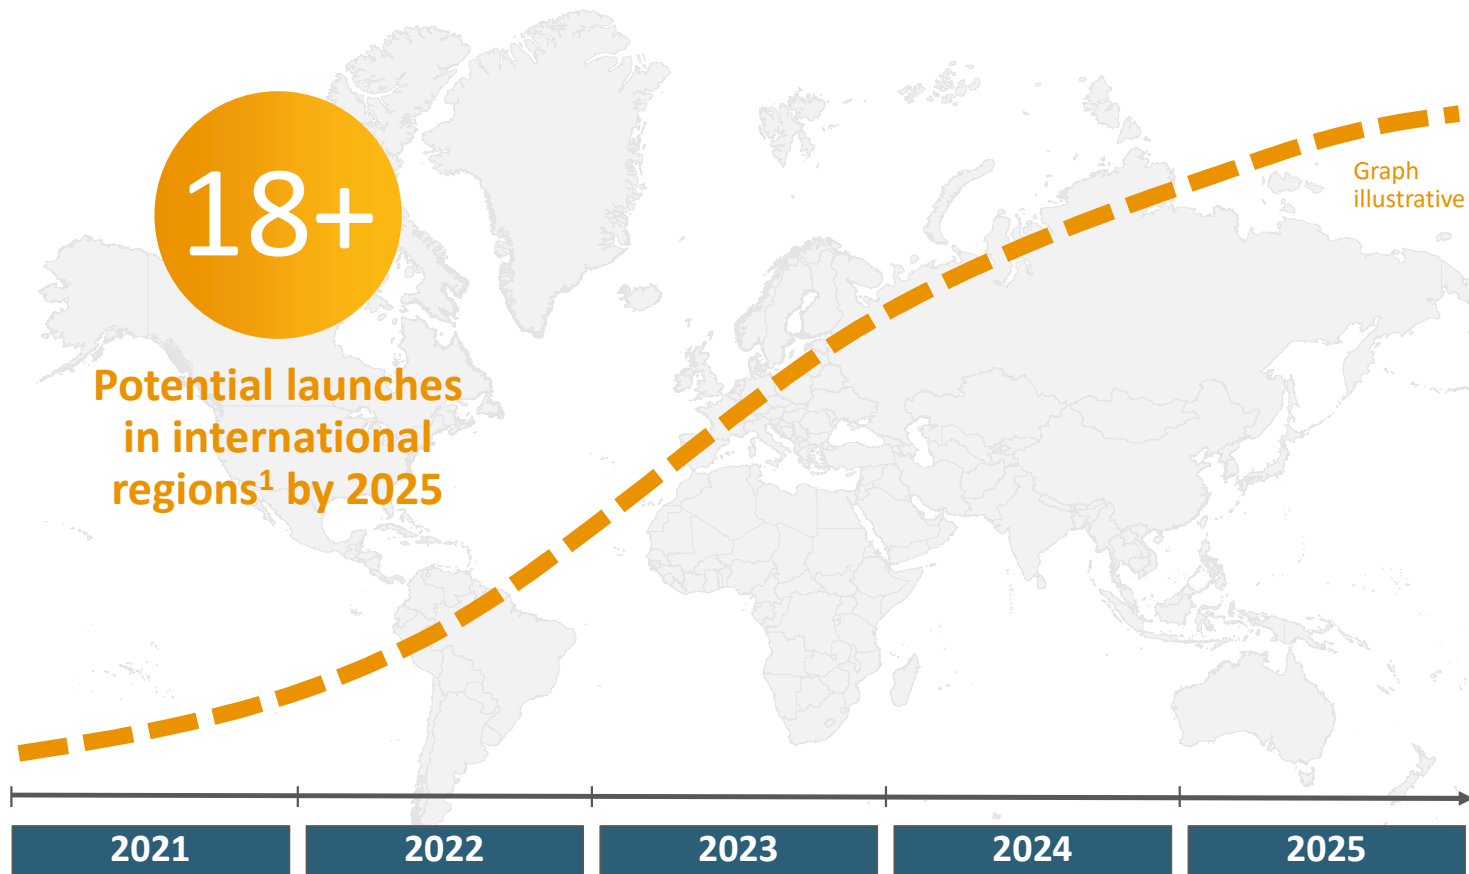 18+
Potential launches
in international
regions¹ by 2025
Graph
illustrative
2021
2022
2023
2024
2025